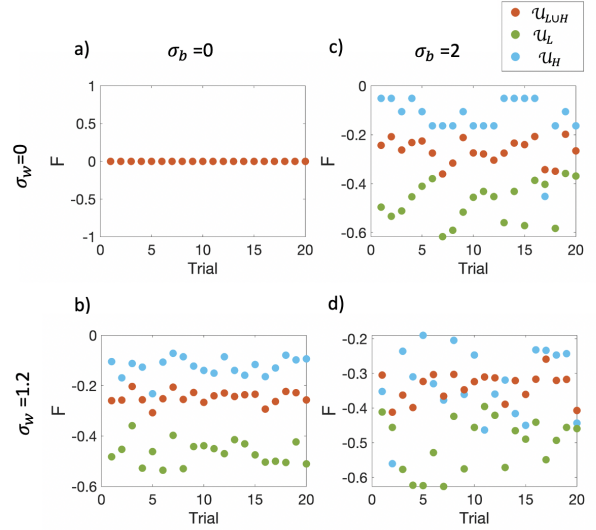 𝒰_{L∪H}
𝒰_L
𝒰_H
σ_b =0
σ_b =2
a)
c)
σ_w=0
F
1
0.5
0
-0.5
-1
0 5 10 15 20
Trial
F
0
-0.2
-0.4
-0.6
0 5 10 15 20
Trial
b)
d)
σ_w=1.2
F
0
-0.2
-0.4
-0.6
0 5 10 15 20
Trial
F
-0.2
-0.3
-0.4
-0.5
-0.6
0 5 10 15 20
Trial